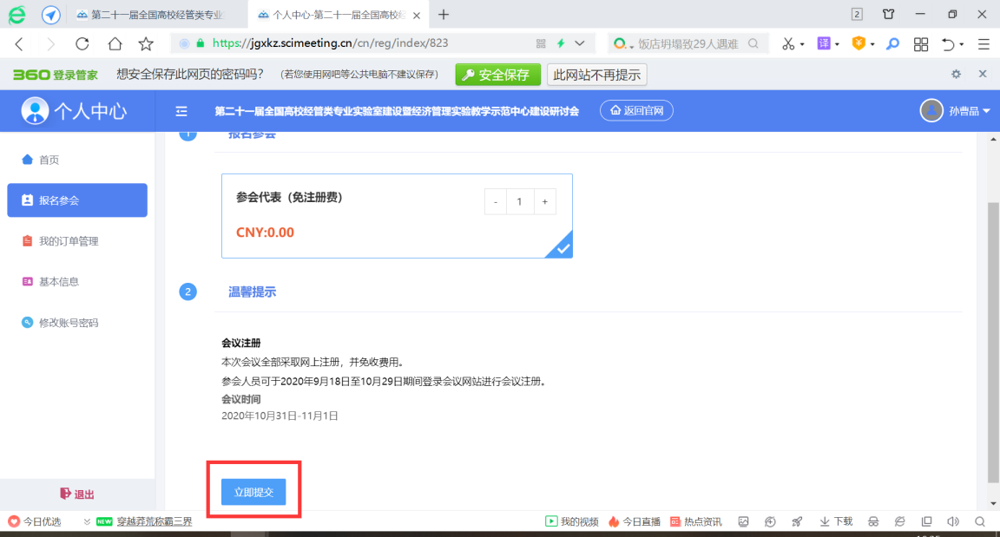 第二十一届全国高校经管类专业
个人中心-第二十一届全国高校经
2
https://jgxkz.scimeeting.cn/cn/reg/index/823
饭店坍塌致29人遇难
译
360登录管家
想安全保存此网页的密码吗?
(若您使用网吧等公共电脑不建议保存)
安全保存
此网站不再提示
个人中心
第二十一届全国高校经管类专业实验室建设暨经济管理实验教学示范中心建设研讨会
返回官网
孙曹品
首页
报名参会
我的订单管理
基本信息
修改账号密码
退出
1
报名参会
参会代表（免注册费）
- 1 +
CNY:0.00
2
温馨提示
会议注册
本次会议全部采取网上注册，并免收费用。
参会人员可于2020年9月18日至10月29日期间登录会议网站进行会议注册。
会议时间
2020年10月31日-11月1日
立即提交
今日优选
NEW
穿越莽荒称霸三界
我的视频
今日直播
热点资讯
下载